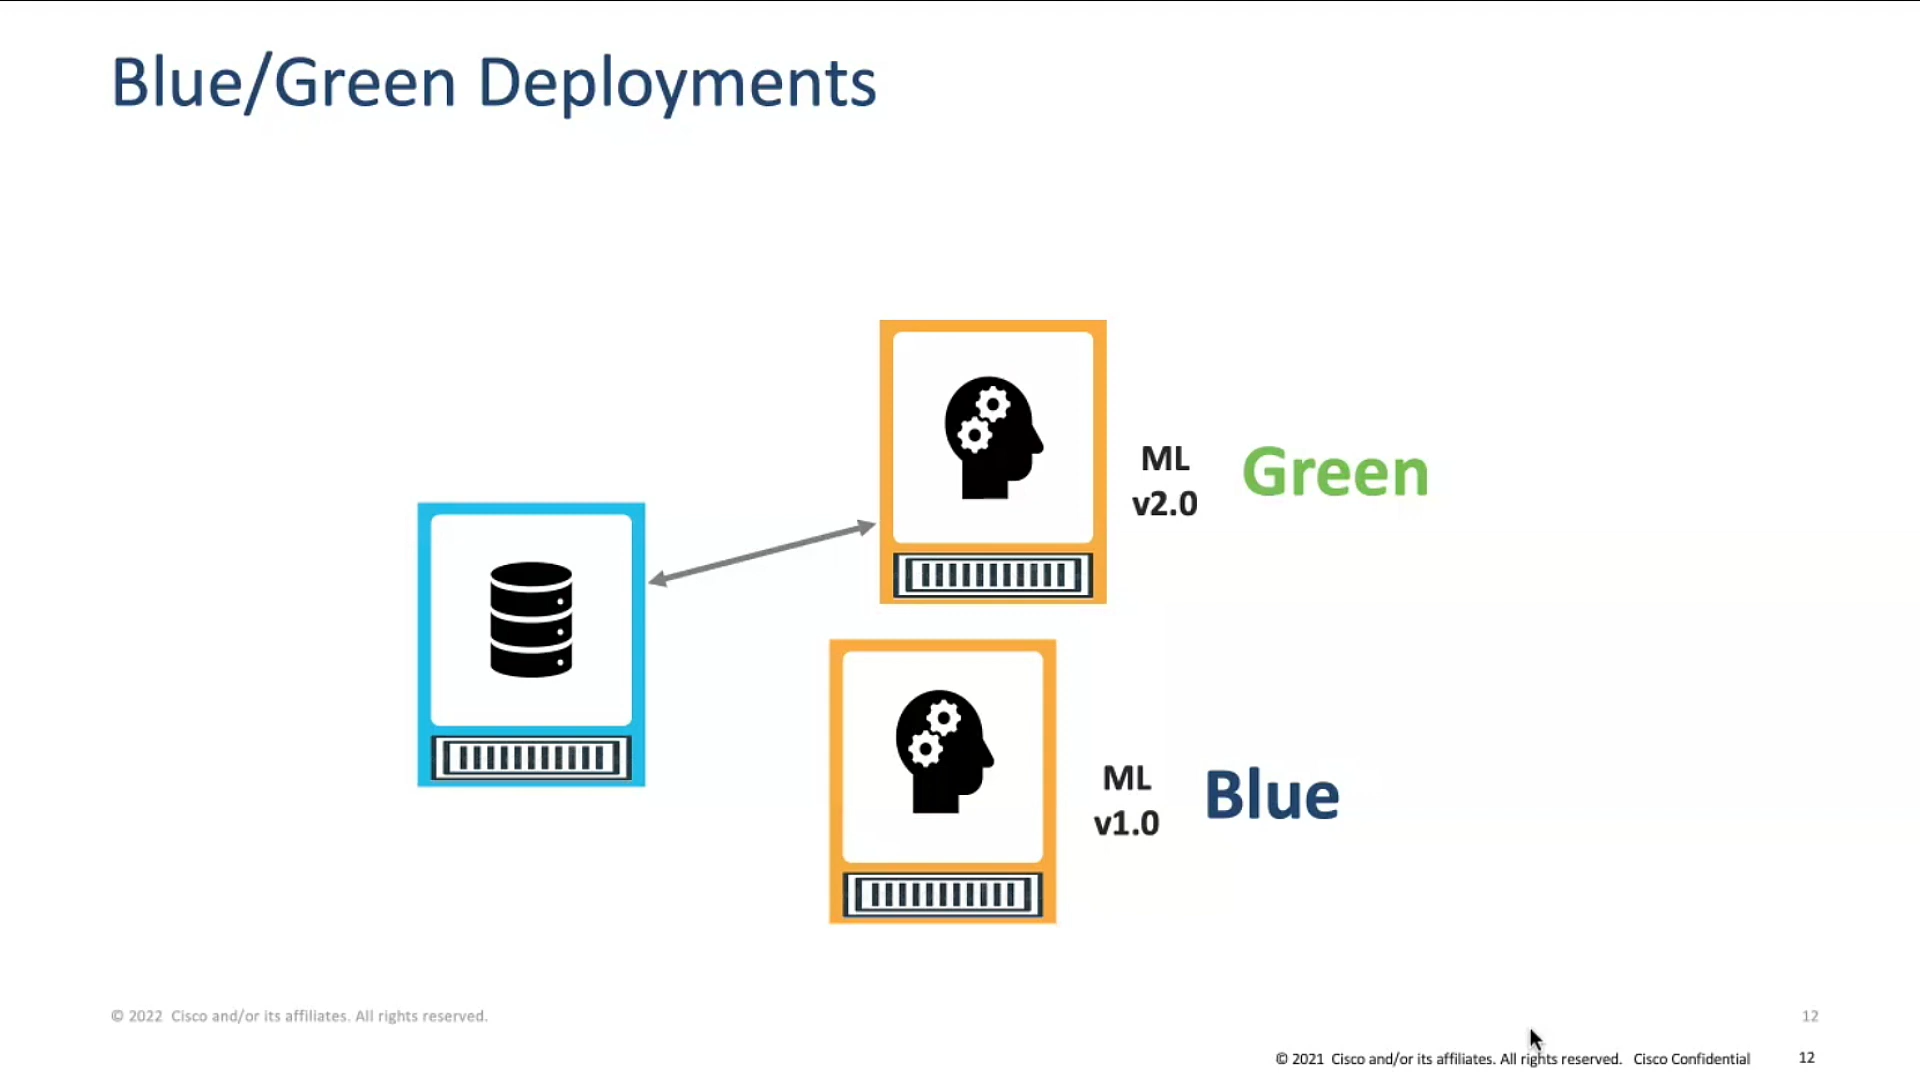 Blue/Green Deployments
ML
v2.0
Green
ML
v1.0
Blue
© 2022 Cisco and/or its affiliates. All rights reserved.
12
© 2021 Cisco and/or its affiliates. All rights reserved. Cisco Confidential
12